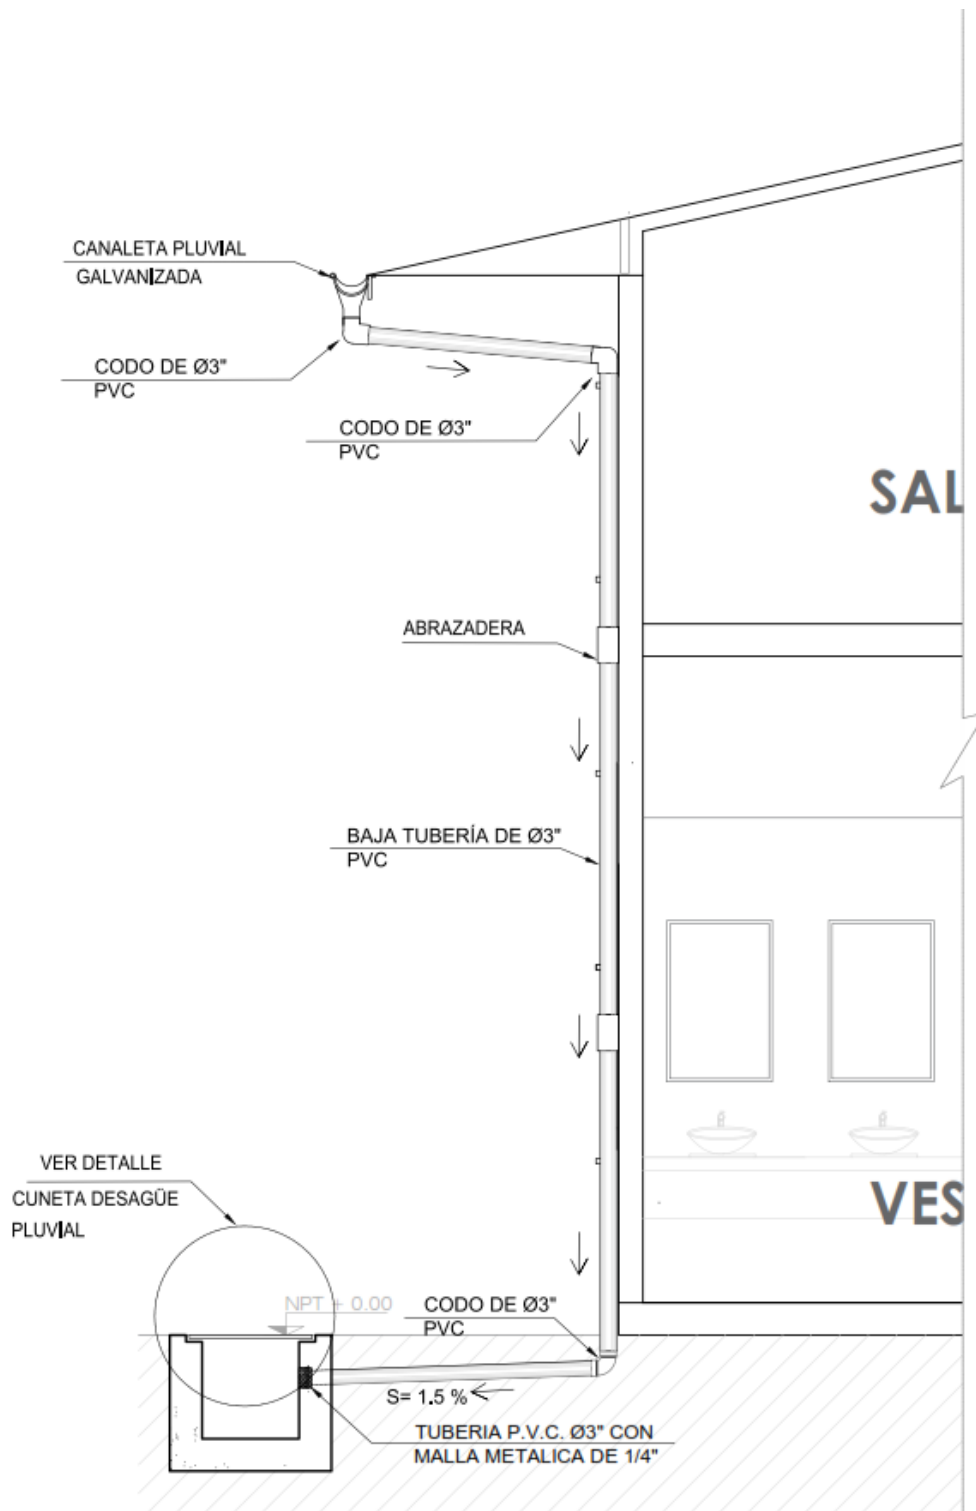 CANALETA PLUVIAL
GALVANIZADA
CODO DE Ø3"
PVC
CODO DE Ø3"
PVC
SAL
ABRAZADERA
BAJA TUBERÍA DE Ø3"
PVC
VER DETALLE
CUNETA DESAGÜE
PLUVIAL
VES
NPT + 0.00
CODO DE Ø3"
PVC
S= 1.5 %
TUBERIA P.V.C. Ø3" CON
MALLA METALICA DE 1/4"